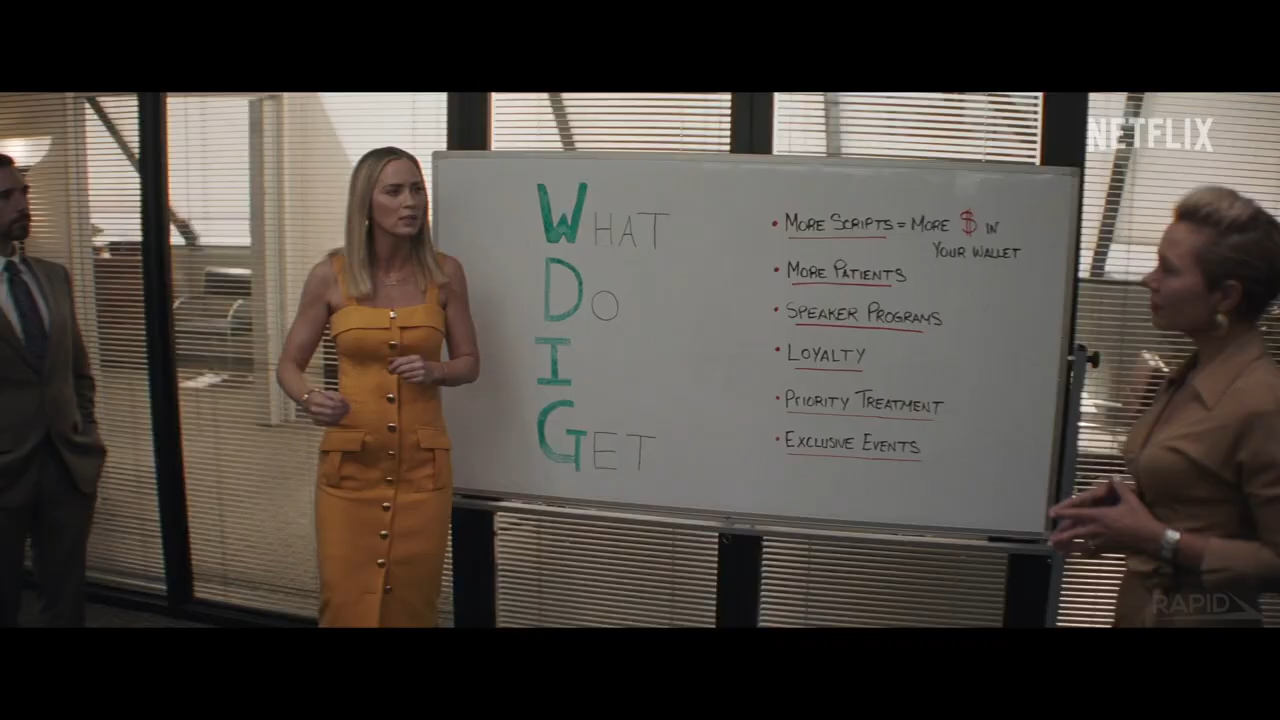 NETFLIX
WHAT
DO
I
GET
• MORE SCRIPTS = MORE $ IN
YOUR WALLET
• MORE PATIENTS
• SPEAKER PROGRAMS
• LOYALTY
• PRIORITY TREATMENT
• EXCLUSIVE EVENTS
RAPID